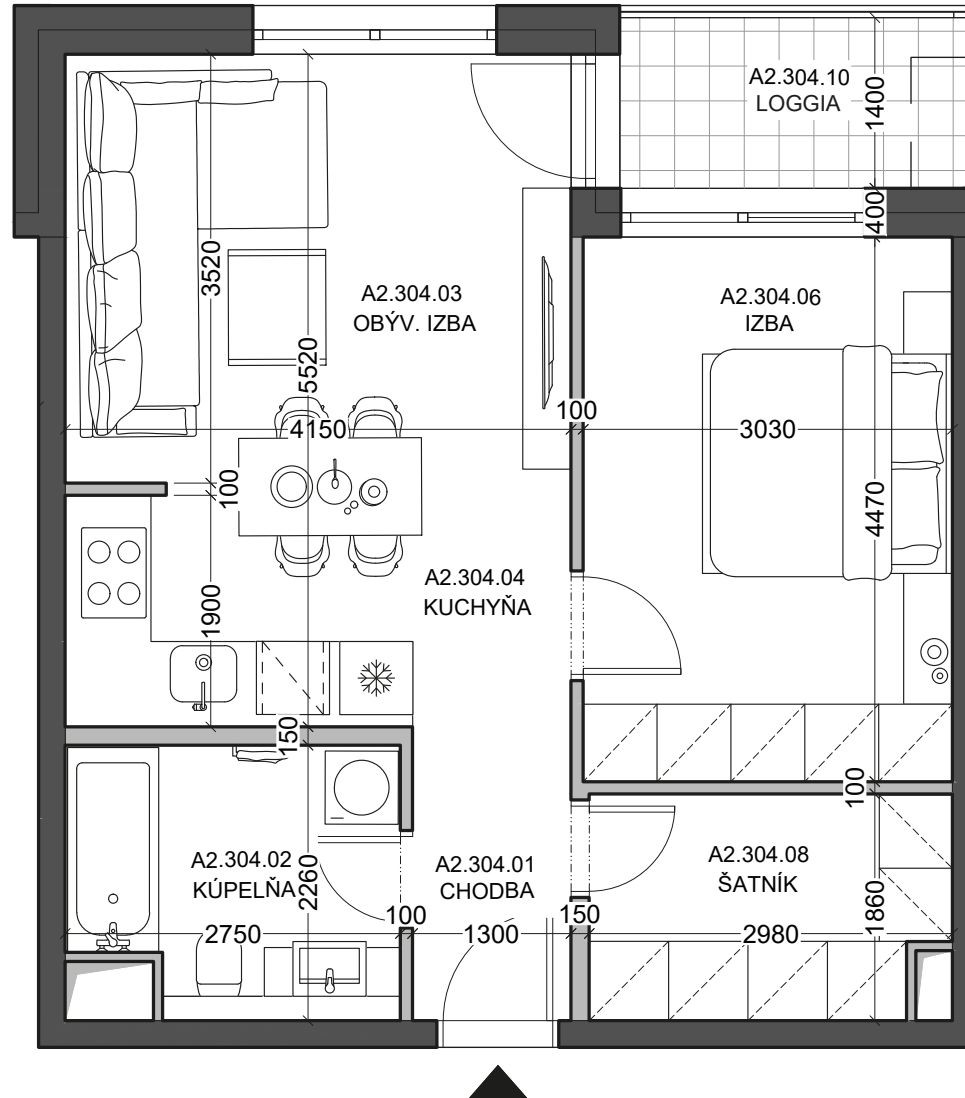 A2.304.10
LOGGIA
1400
400
3520
A2.304.03
OBÝV. IZBA
A2.304.06
IZBA
5520
4150
100
3030
100
4470
A2.304.04
KUCHYŇA
1900
150
100
A2.304.02
KÚPELŇA
2260
A2.304.01
CHODBA
A2.304.08
ŠATNÍK
1860
2750
100
1300
150
2980